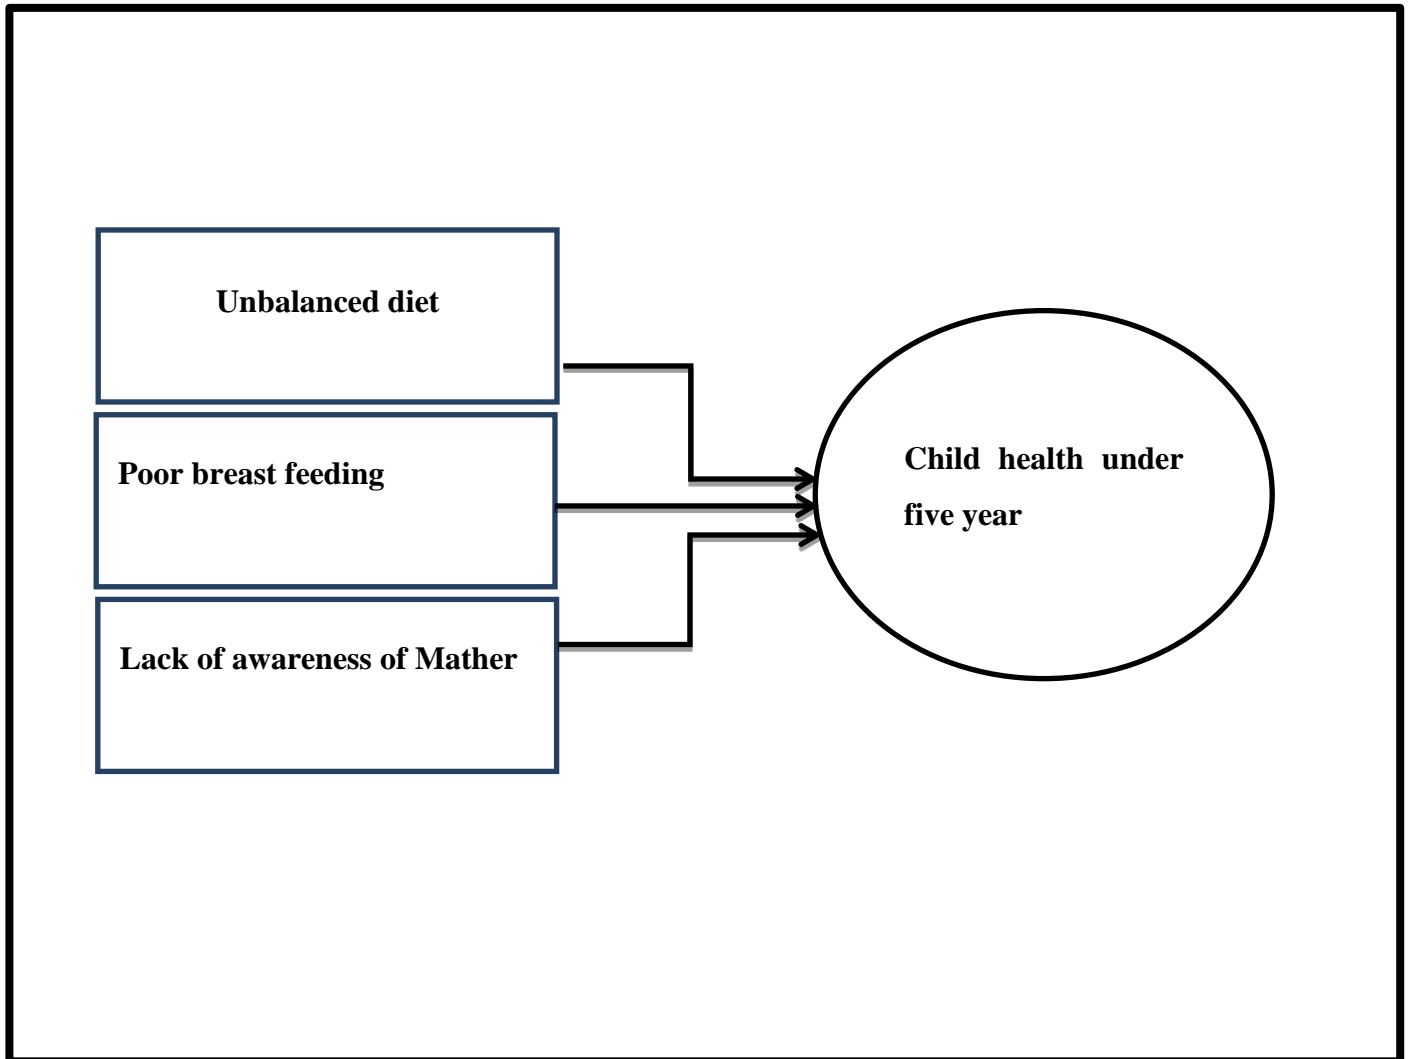 Unbalanced diet
Poor breast feeding
Child health under
five year
Lack of awareness of Mather